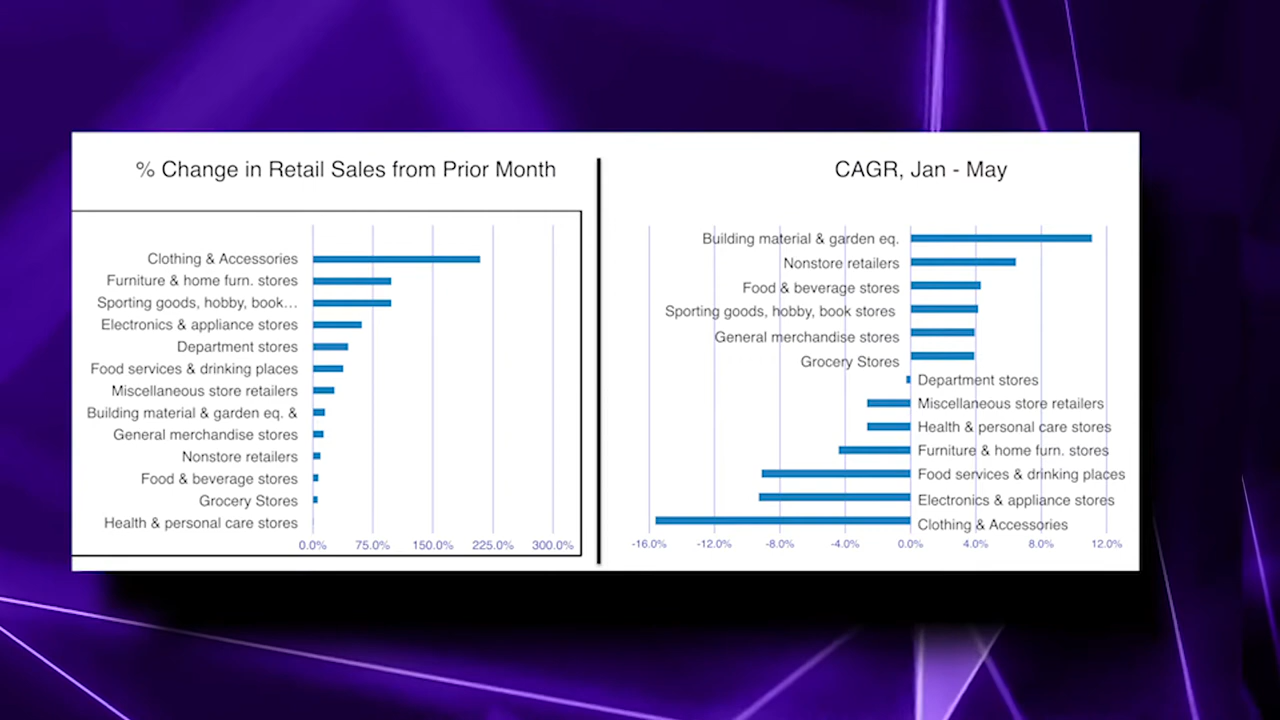 % Change in Retail Sales from Prior Month
Clothing & Accessories
Furniture & home furn. stores
Sporting goods, hobby, book...
Electronics & appliance stores
Department stores
Food services & drinking places
Miscellaneous store retailers
Building material & garden eq. &
General merchandise stores
Nonstore retailers
Food & beverage stores
Grocery Stores
Health & personal care stores
0.0% 75.0% 150.0% 225.0% 300.0%
CAGR, Jan - May
Building material & garden eq.
Nonstore retailers
Food & beverage stores
Sporting goods, hobby, book stores
General merchandise stores
Grocery Stores
Department stores
Miscellaneous store retailers
Health & personal care stores
Furniture & home furn. stores
Food services & drinking places
Electronics & appliance stores
Clothing & Accessories
-16.0% -12.0% -8.0% -4.0% 0.0% 4.0% 8.0% 12.0%